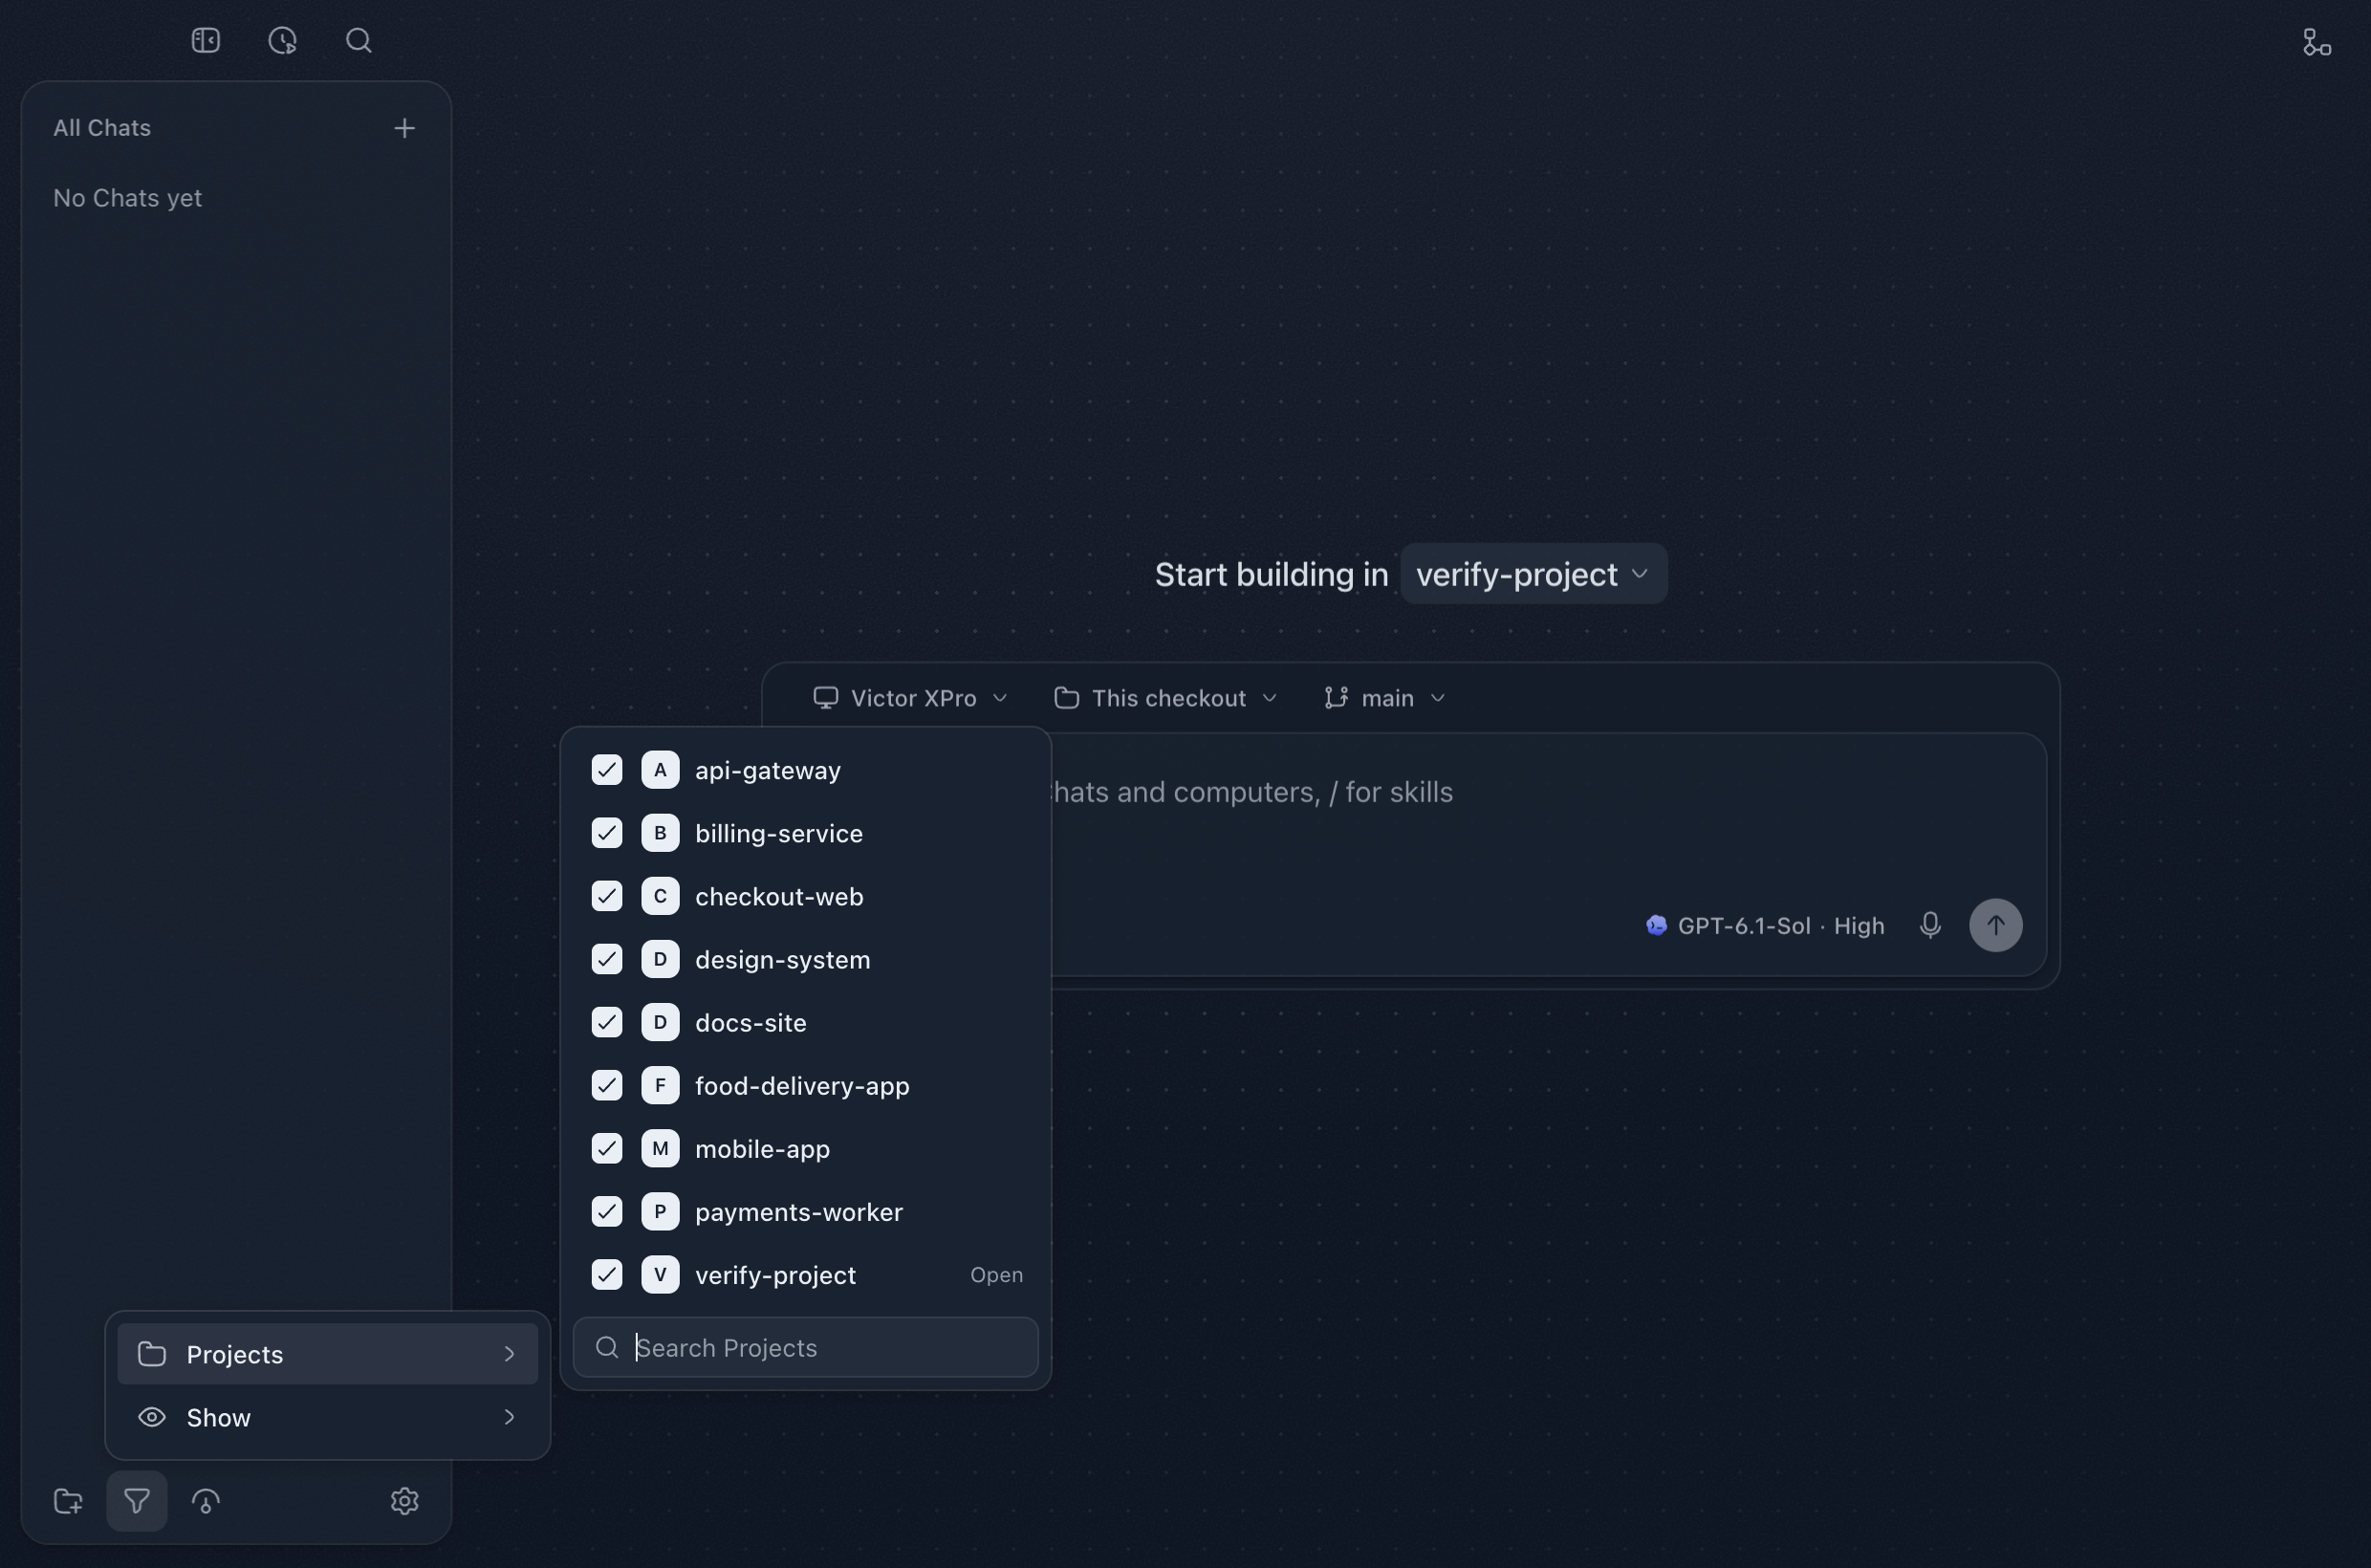 All Chats
No Chats yet
Start building in verify-project
Victor XPro This checkout main
hats and computers, / for skills
GPT-6.1-Sol · High
A api-gateway
B billing-service
C checkout-web
D design-system
D docs-site
F food-delivery-app
M mobile-app
P payments-worker
V verify-project Open
Search Projects
Projects
Show